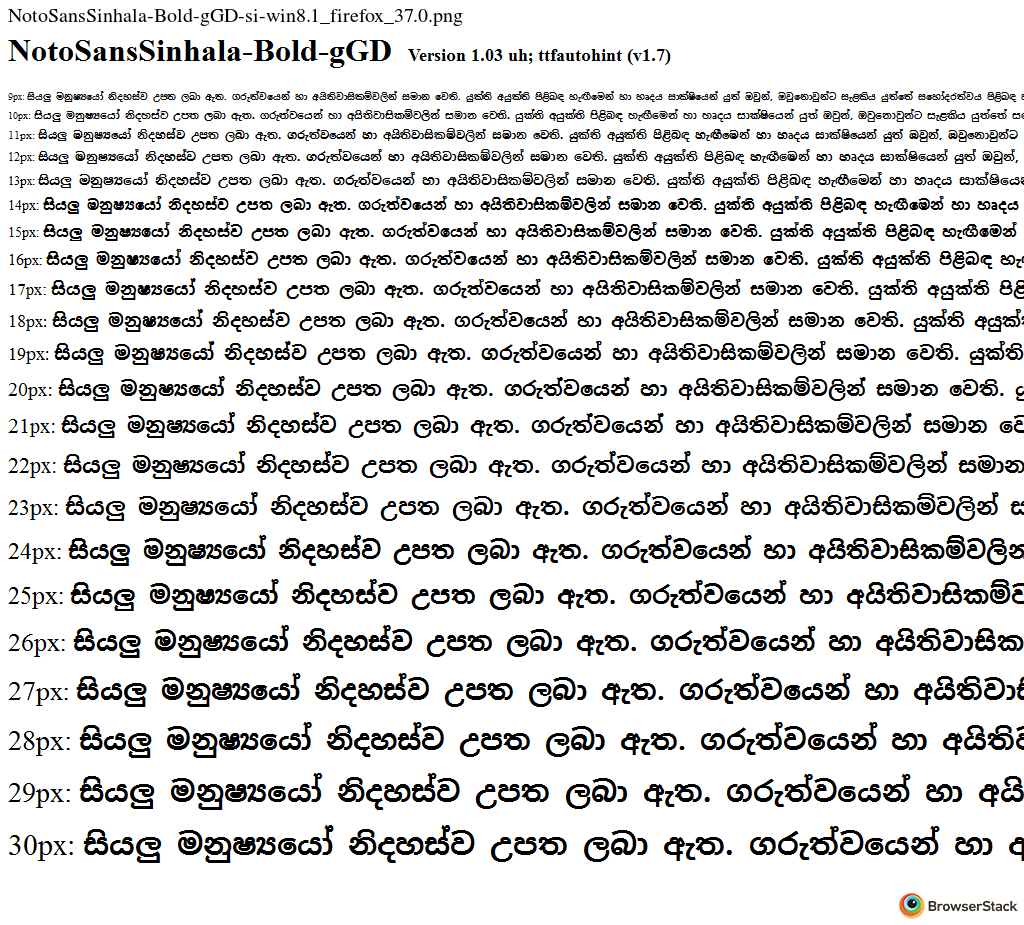 NotoSansSinhala-Bold-gGD-si-win8.1_firefox_37.0.png
NotoSansSinhala-Bold-gGD Version 1.03 uh; ttfautohint (v1.7)
9px: සියලු මනුෂ්‍යයෝ නිදහස්ව උපත ලබා ඇත. ගරුත්වයෙන් හා අයිතිවාසිකම්වලින් සමාන වෙති. යුක්ති අයුක්ති පිළිබඳ හැඟීමෙන් හා හෘදය සාක්ෂියෙන් යුත් ඔවුන්, ඔවුනොවුන්ට සැළකිය යුත්තේ සහෝදරත්වය පිළිබඳ
10px: සියලු මනුෂ්‍යයෝ නිදහස්ව උපත ලබා ඇත. ගරුත්වයෙන් හා අයිතිවාසිකම්වලින් සමාන වෙති. යුක්ති අයුක්ති පිළිබඳ හැඟීමෙන් හා හෘදය සාක්ෂියෙන් යුත් ඔවුන්, ඔවුනොවුන්ට සැළකිය යුත්තේ
11px: සියලු මනුෂ්‍යයෝ නිදහස්ව උපත ලබා ඇත. ගරුත්වයෙන් හා අයිතිවාසිකම්වලින් සමාන වෙති. යුක්ති අයුක්ති පිළිබඳ හැඟීමෙන් හා හෘදය සාක්ෂියෙන් යුත් ඔවුන්, ඔවුනොවුන්ට
12px: සියලු මනුෂ්‍යයෝ නිදහස්ව උපත ලබා ඇත. ගරුත්වයෙන් හා අයිතිවාසිකම්වලින් සමාන වෙති. යුක්ති අයුක්ති පිළිබඳ හැඟීමෙන් හා හෘදය සාක්ෂියෙන් යුත් ඔවුන්,
13px: සියලු මනුෂ්‍යයෝ නිදහස්ව උපත ලබා ඇත. ගරුත්වයෙන් හා අයිතිවාසිකම්වලින් සමාන වෙති. යුක්ති අයුක්ති පිළිබඳ හැඟීමෙන් හා හෘදය
14px: සියලු මනුෂ්‍යයෝ නිදහස්ව උපත ලබා ඇත. ගරුත්වයෙන් හා අයිතිවාසිකම්වලින් සමාන වෙති. යුක්ති අයුක්ති පිළිබඳ හැඟීමෙන් හා හෘදය
15px: සියලු මනුෂ්‍යයෝ නිදහස්ව උපත ලබා ඇත. ගරුත්වයෙන් හා අයිතිවාසිකම්වලින් සමාන වෙති. යුක්ති අයුක්ති පිළිබඳ හැඟීමෙන්
16px: සියලු මනුෂ්‍යයෝ නිදහස්ව උපත ලබා ඇත. ගරුත්වයෙන් හා අයිතිවාසිකම්වලින් සමාන වෙති. යුක්ති අයුක්ති පිළිබඳ
17px: සියලු මනුෂ්‍යයෝ නිදහස්ව උපත ලබා ඇත. ගරුත්වයෙන් හා අයිතිවාසිකම්වලින් සමාන වෙති. යුක්ති අයුක්ති
18px: සියලු මනුෂ්‍යයෝ නිදහස්ව උපත ලබා ඇත. ගරුත්වයෙන් හා අයිතිවාසිකම්වලින් සමාන වෙති. යුක්ති
19px: සියලු මනුෂ්‍යයෝ නිදහස්ව උපත ලබා ඇත. ගරුත්වයෙන් හා අයිතිවාසිකම්වලින් සමාන වෙති. යුක්ති
20px: සියලු මනුෂ්‍යයෝ නිදහස්ව උපත ලබා ඇත. ගරුත්වයෙන් හා අයිතිවාසිකම්වලින් සමාන වෙති.
21px: සියලු මනුෂ්‍යයෝ නිදහස්ව උපත ලබා ඇත. ගරුත්වයෙන් හා අයිතිවාසිකම්වලින් සමාන
22px: සියලු මනුෂ්‍යයෝ නිදහස්ව උපත ලබා ඇත. ගරුත්වයෙන් හා අයිතිවාසිකම්වලින් සමාන
23px: සියලු මනුෂ්‍යයෝ නිදහස්ව උපත ලබා ඇත. ගරුත්වයෙන් හා අයිතිවාසිකම්වලින්
24px: සියලු මනුෂ්‍යයෝ නිදහස්ව උපත ලබා ඇත. ගරුත්වයෙන් හා අයිතිවාසිකම්වලින්
25px: සියලු මනුෂ්‍යයෝ නිදහස්ව උපත ලබා ඇත. ගරුත්වයෙන් හා අයිතිවාසිකම්ව
26px: සියලු මනුෂ්‍යයෝ නිදහස්ව උපත ලබා ඇත. ගරුත්වයෙන් හා අයිතිවාසික
27px: සියලු මනුෂ්‍යයෝ නිදහස්ව උපත ලබා ඇත. ගරුත්වයෙන් හා අයිතිවාසි
28px: සියලු මනුෂ්‍යයෝ නිදහස්ව උපත ලබා ඇත. ගරුත්වයෙන් හා අයිතිව
29px: සියලු මනුෂ්‍යයෝ නිදහස්ව උපත ලබා ඇත. ගරුත්වයෙන් හා අයි
30px: සියලු මනුෂ්‍යයෝ නිදහස්ව උපත ලබා ඇත. ගරුත්වයෙන් හා
BrowserStack